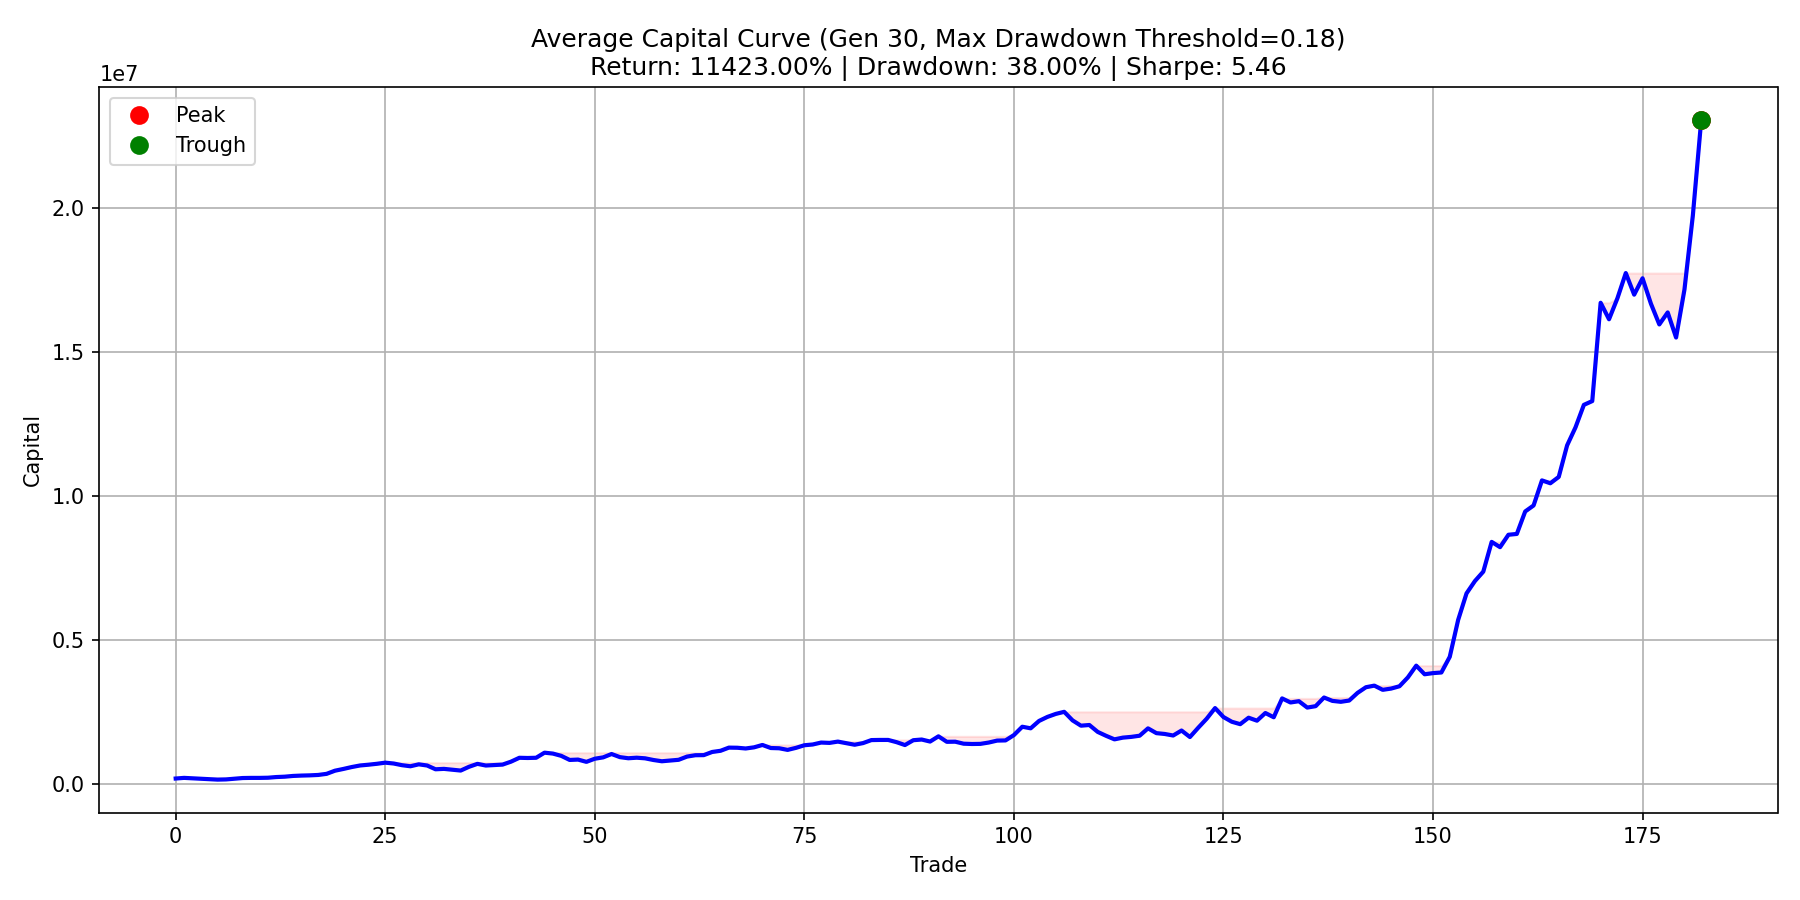 Average Capital Curve (Gen 30, Max Drawdown Threshold=0.18)
Return: 11423.00% | Drawdown: 38.00% | Sharpe: 5.46
1e7
Peak
Trough
2.0
1.5
1.0
0.5
0.0
Capital
0 25 50 75 100 125 150 175
Trade